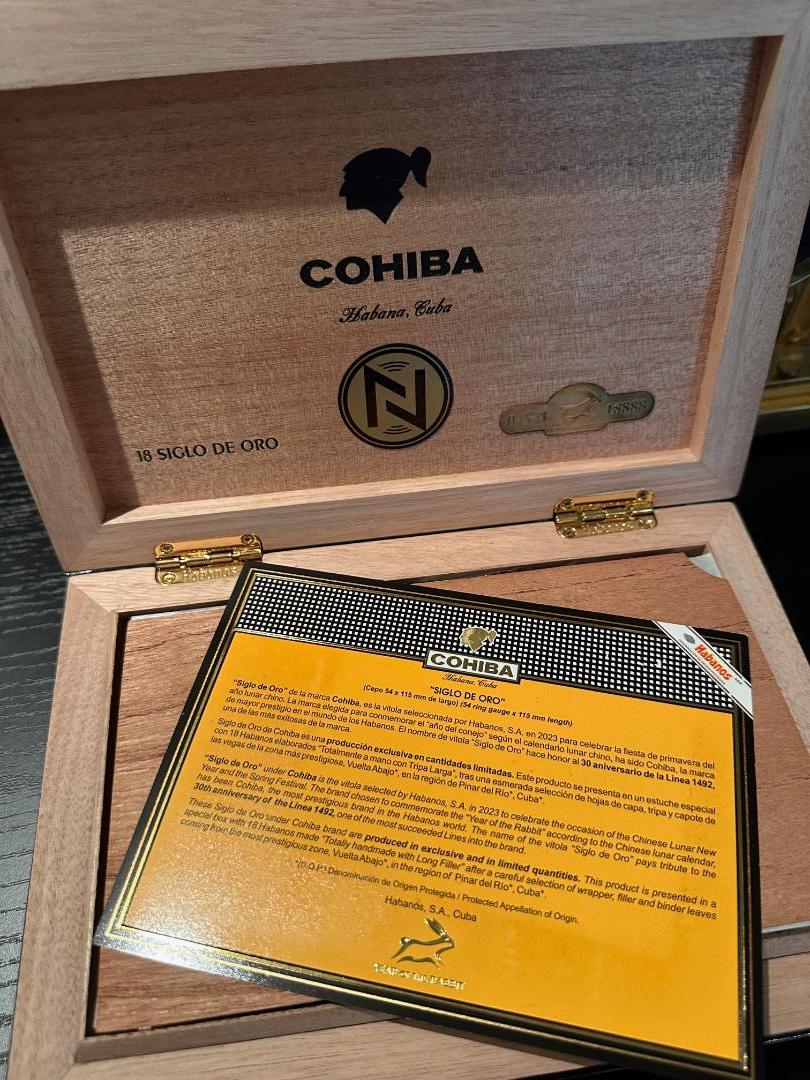 COHIBA
Habana, Cuba
N
18888
18 SIGLO DE ORO
Habanos
Habanos
COHIBA
Habana, Cuba
Habanos
"SIGLO DE ORO"
(Cepo 54 x 115 mm de largo) (54 ring gauge x 115 mm length)
"Siglo de Oro" de la marca Cohiba, es la vitola seleccionada por Habanos, S.A. en 2023 para celebrar la fiesta de primavera del
año lunar chino. La marca elegida para conmemorar el "año del conejo" según el calendario lunar chino, ha sido Cohiba, la marca
de mayor prestigio en el mundo de los Habanos. El nombre de vitola "Siglo de Oro" hace honor al 30 aniversario de la Línea 1492,
una de las mas exitosas de la marca.
Siglo de Oro de Cohiba es una producción exclusiva en cantidades limitadas. Este producto se presenta en un estuche especial
con 18 Habanos elaborados "Totalmente a mano con Tripa Larga", tras una esmerada selección de hojas de capa, tripa y capote de
las vegas de la zona más prestigiosa, Vuelta Abajo*, en la región de Pinar del Río*, Cuba*.
"Siglo de Oro" under Cohiba is the vitola selected by Habanos, S.A. in 2023 to celebrate the occasion of the Chinese Lunar New
Year and the Spring Festival. The brand chosen to commemorate the "Year of the Rabbit" according to the Chinese lunar calendar,
has been Cohiba, the most prestigious brand in the Habanos world. The name of the vitola "Siglo de Oro" pays tribute to the
30th anniversary of the Línea 1492, one of the most succeeded Lines into the brand.
These Siglo de Oro under Cohiba brand are produced in exclusive and in limited quantities. This product is presented in a
special box with 18 Habanos made "Totally handmade with Long Filler" after a careful selection of wrapper, filler and binder leaves
coming from the most prestigious zone, Vuelta Abajo*, in the region of Pinar del Río*, Cuba*.
*(D.O.P.) Denominación de Origen Protegida / Protected Appellation of Origin.
Habanos, S.A., Cuba
YEAR OF THE RABBIT